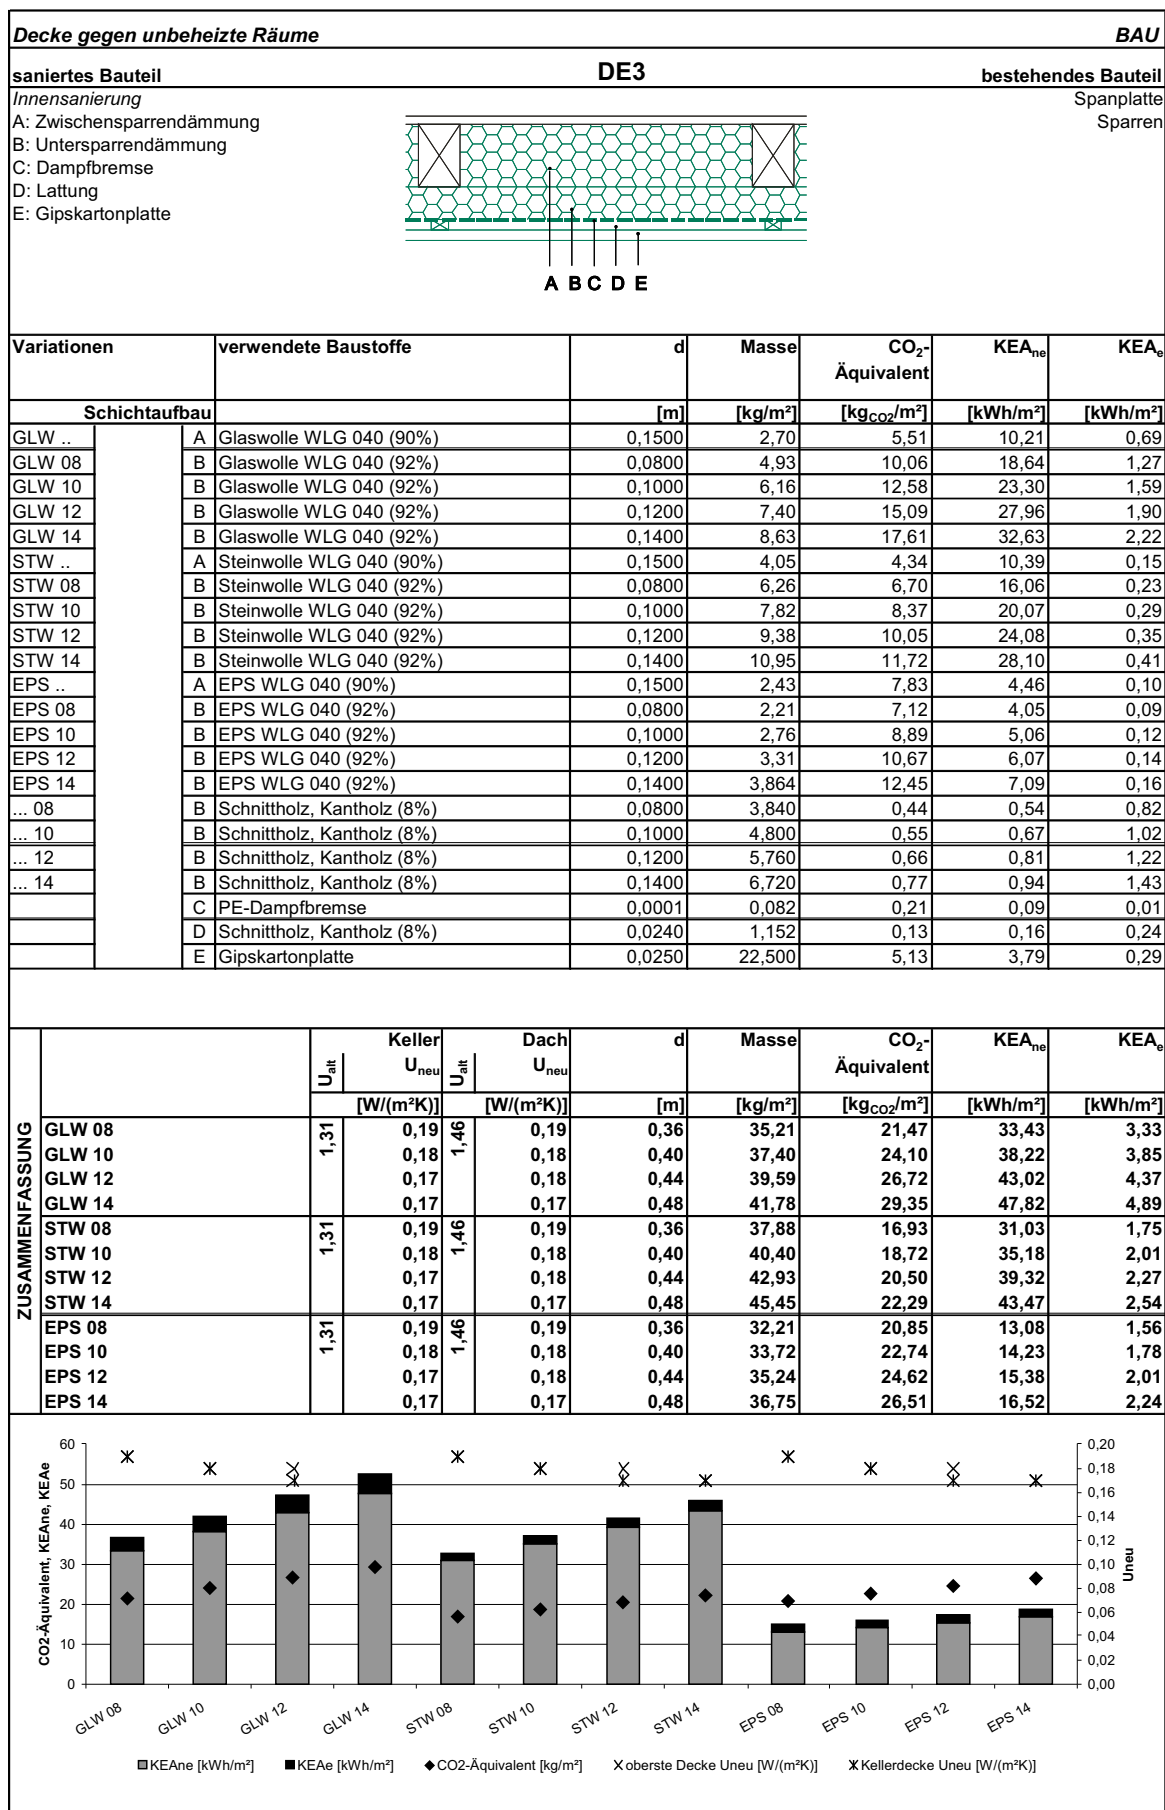 Decke gegen unbeheizte Räume BAU
saniertes Bauteil DE3 bestehendes Bauteil
Innensanierung Spanplatte
A: Zwischensparrendämmung Sparren
B: Untersparrendämmung
C: Dampfbremse
D: Lattung
E: Gipskartonplatte
A B C D E
Variationen verwendete Baustoffe d Masse CO2- KEAne KEAe
Äquivalent
Schichtaufbau [m] [kg/m²] [kgCO2/m²] [kWh/m²] [kWh/m²]
GLW .. A Glaswolle WLG 040 (90%) 0,1500 2,70 5,51 10,21 0,69
GLW 08 B Glaswolle WLG 040 (92%) 0,0800 4,93 10,06 18,64 1,27
GLW 10 B Glaswolle WLG 040 (92%) 0,1000 6,16 12,58 23,30 1,59
GLW 12 B Glaswolle WLG 040 (92%) 0,1200 7,40 15,09 27,96 1,90
GLW 14 B Glaswolle WLG 040 (92%) 0,1400 8,63 17,61 32,63 2,22
STW .. A Steinwolle WLG 040 (90%) 0,1500 4,05 4,34 10,39 0,15
STW 08 B Steinwolle WLG 040 (92%) 0,0800 6,26 6,70 16,06 0,23
STW 10 B Steinwolle WLG 040 (92%) 0,1000 7,82 8,37 20,07 0,29
STW 12 B Steinwolle WLG 040 (92%) 0,1200 9,38 10,05 24,08 0,35
STW 14 B Steinwolle WLG 040 (92%) 0,1400 10,95 11,72 28,10 0,41
EPS .. A EPS WLG 040 (90%) 0,1500 2,43 7,83 4,46 0,10
EPS 08 B EPS WLG 040 (92%) 0,0800 2,21 7,12 4,05 0,09
EPS 10 B EPS WLG 040 (92%) 0,1000 2,76 8,89 5,06 0,12
EPS 12 B EPS WLG 040 (92%) 0,1200 3,31 10,67 6,07 0,14
EPS 14 B EPS WLG 040 (92%) 0,1400 3,864 12,45 7,09 0,16
... 08 B Schnittholz, Kantholz (8%) 0,0800 3,840 0,44 0,54 0,82
... 10 B Schnittholz, Kantholz (8%) 0,1000 4,800 0,55 0,67 1,02
... 12 B Schnittholz, Kantholz (8%) 0,1200 5,760 0,66 0,81 1,22
... 14 B Schnittholz, Kantholz (8%) 0,1400 6,720 0,77 0,94 1,43
C PE-Dampfbremse 0,0001 0,082 0,21 0,09 0,01
D Schnittholz, Kantholz (8%) 0,0240 1,152 0,13 0,16 0,24
E Gipskartonplatte 0,0250 22,500 5,13 3,79 0,29
ZUSAMMENFASSUNG
Keller Dach d Masse CO2- KEAne KEAe
Ualt Uneu Ualt Uneu Äquivalent
[W/(m²K)] [W/(m²K)] [m] [kg/m²] [kgCO2/m²] [kWh/m²] [kWh/m²]
GLW 08 1,31 0,19 1,46 0,19 0,36 35,21 21,47 33,43 3,33
GLW 10 0,18 0,18 0,40 37,40 24,10 38,22 3,85
GLW 12 0,17 0,18 0,44 39,59 26,72 43,02 4,37
GLW 14 0,17 0,17 0,48 41,78 29,35 47,82 4,89
STW 08 1,31 0,19 1,46 0,19 0,36 37,88 16,93 31,03 1,75
STW 10 0,18 0,18 0,40 40,40 18,72 35,18 2,01
STW 12 0,17 0,18 0,44 42,93 20,50 39,32 2,27
STW 14 0,17 0,17 0,48 45,45 22,29 43,47 2,54
EPS 08 1,31 0,19 1,46 0,19 0,36 32,21 20,85 13,08 1,56
EPS 10 0,18 0,18 0,40 33,72 22,74 14,23 1,78
EPS 12 0,17 0,18 0,44 35,24 24,62 15,38 2,01
EPS 14 0,17 0,17 0,48 36,75 26,51 16,52 2,24
CO2-Äquivalent, KEAne, KEAe
60
50
40
30
20
10
0
0,20
0,18
0,16
0,14
0,12
0,10
0,08
0,06
0,04
0,02
0,00
Uneu
GLW 08 GLW 10 GLW 12 GLW 14 STW 08 STW 10 STW 12 STW 14 EPS 08 EPS 10 EPS 12 EPS 14
KEAne [kWh/m²] KEAe [kWh/m²] CO2-Äquivalent [kg/m²] oberste Decke Uneu [W/(m²K)] Kellerdecke Uneu [W/(m²K)]